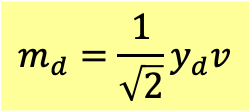 m_d = \frac{1}{\sqrt{2}} y_d v